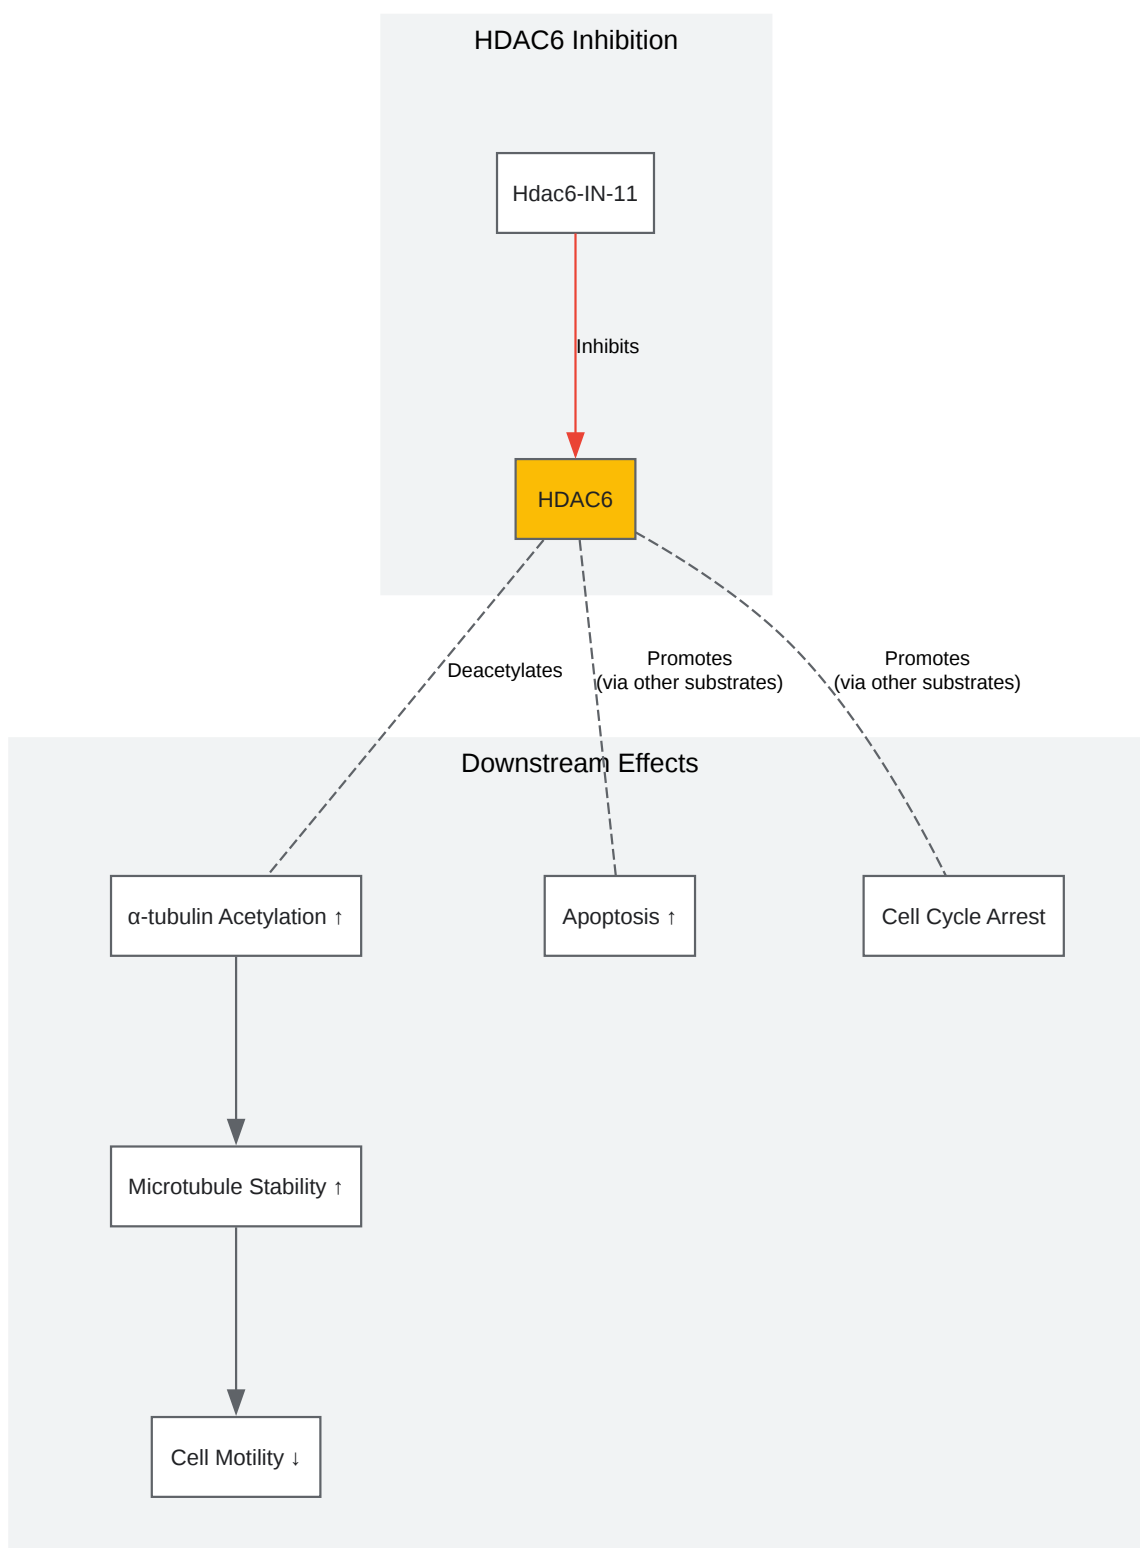 HDAC6 Inhibition
Hdac6-IN-11
Inhibits
HDAC6
Deacetylates
Promotes
(via other substrates)
Promotes
(via other substrates)
Downstream Effects
α-tubulin Acetylation ↑
Apoptosis ↑
Cell Cycle Arrest
Microtubule Stability ↑
Cell Motility ↓